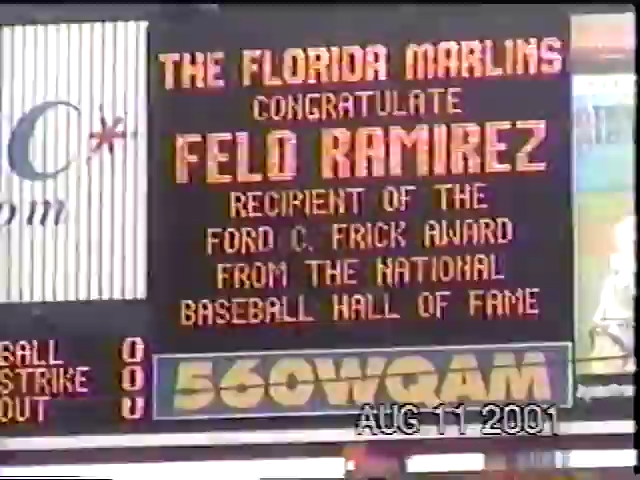 THE FLORIDA MARLINS
CONGRATULATE
FELO RAMIREZ
RECIPIENT OF THE
FORD C. FRICK AWARD
FROM THE NATIONAL
BASEBALL HALL OF FAME
BALL 0
STRIKE 0
OUT 0
560WQAM
AUG 11 2001